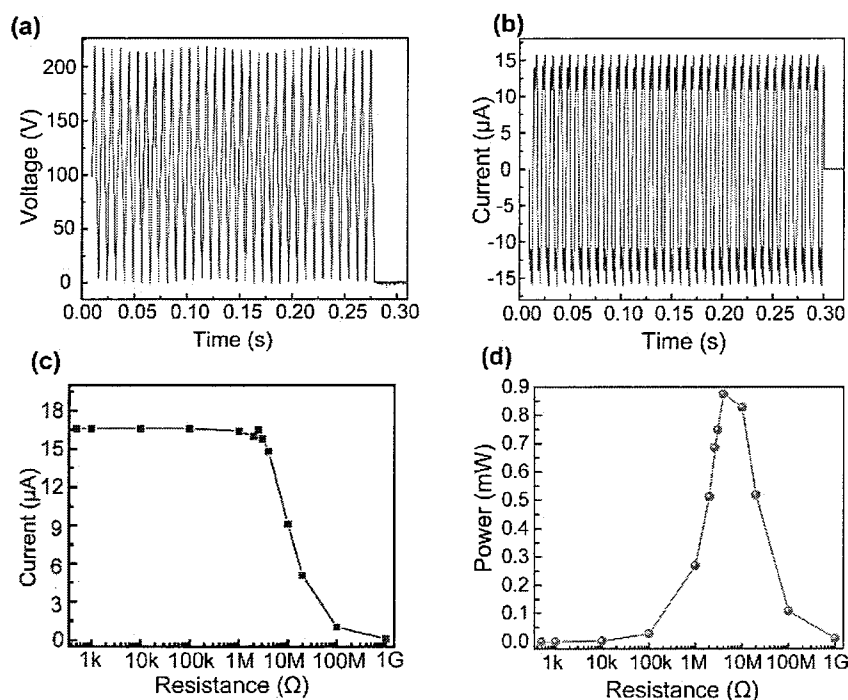 (a)
200
150
100
50
0
Voltage (V)
0.00 0.05 0.10 0.15 0.20 0.25 0.30
Time (s)
(b)
15
10
5
0
-5
-10
-15
Current (µA)
0.00 0.05 0.10 0.15 0.20 0.25 0.30
Time (s)
(c)
18
15
12
9
6
3
0
Current (µA)
1k 10k 100k 1M 10M 100M 1G
Resistance (Ω)
(d)
0.9
0.8
0.7
0.6
0.5
0.4
0.3
0.2
0.1
0.0
Power (mW)
1k 10k 100k 1M 10M 100M 1G
Resistance (Ω)